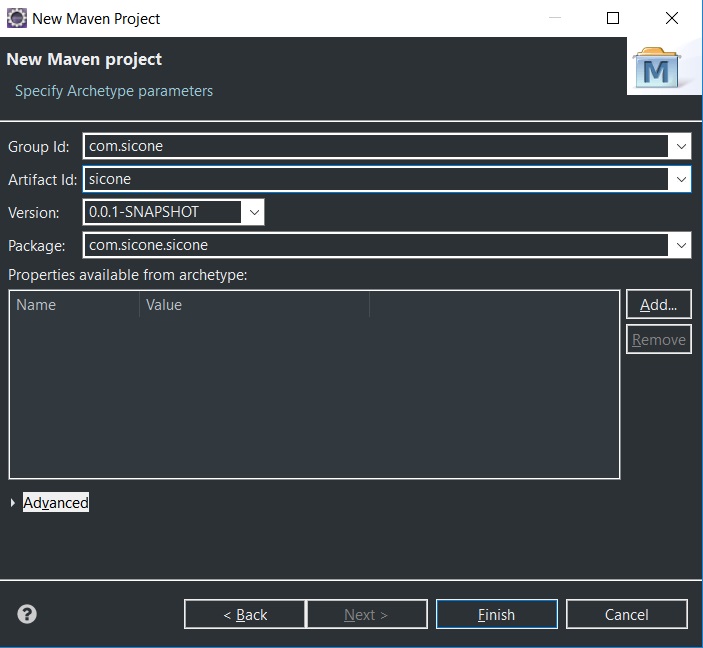 New Maven Project
New Maven project
Specify Archetype parameters
M
Group Id: com.sicone
Artifact Id: sicone
Version: 0.0.1-SNAPSHOT
Package: com.sicone.sicone
Properties available from archetype:
Name Value
Add...
Remove
Advanced
? < Back Next > Finish Cancel